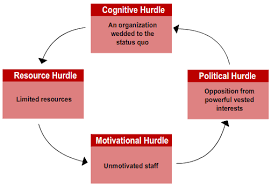 Cognitive Hurdle
An organization
wedded to the
status quo
Resource Hurdle
Limited resources
Political Hurdle
Opposition from
powerful vested
interests
Motivational Hurdle
Unmotivated staff